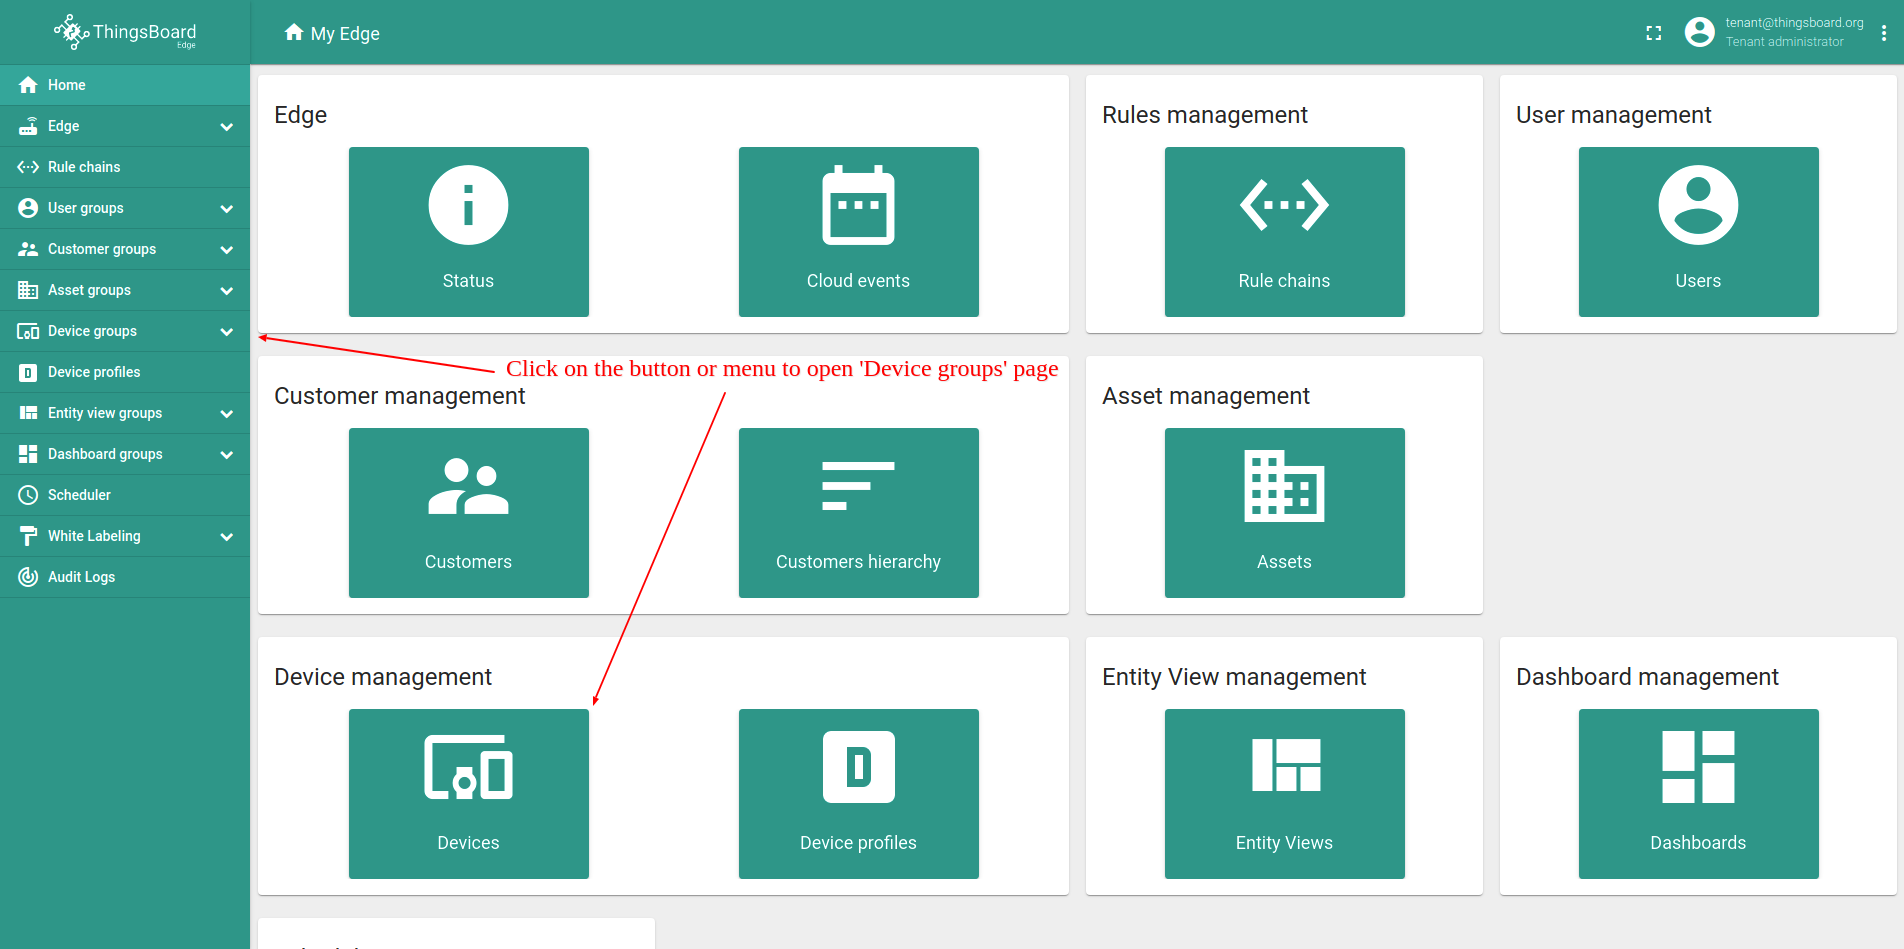 ThingsBoard
Edge
My Edge
tenant@thingsboard.org
Tenant administrator
Home
Edge
Rule chains
User groups
Customer groups
Asset groups
Device groups
Device profiles
Entity view groups
Dashboard groups
Scheduler
White Labeling
Audit Logs
Edge
Status
Cloud events
Rules management
Rule chains
User management
Users
Click on the button or menu to open 'Device groups' page
Customer management
Customers
Customers hierarchy
Asset management
Assets
Device management
Devices
D
Device profiles
Entity View management
Entity Views
Dashboard management
Dashboards